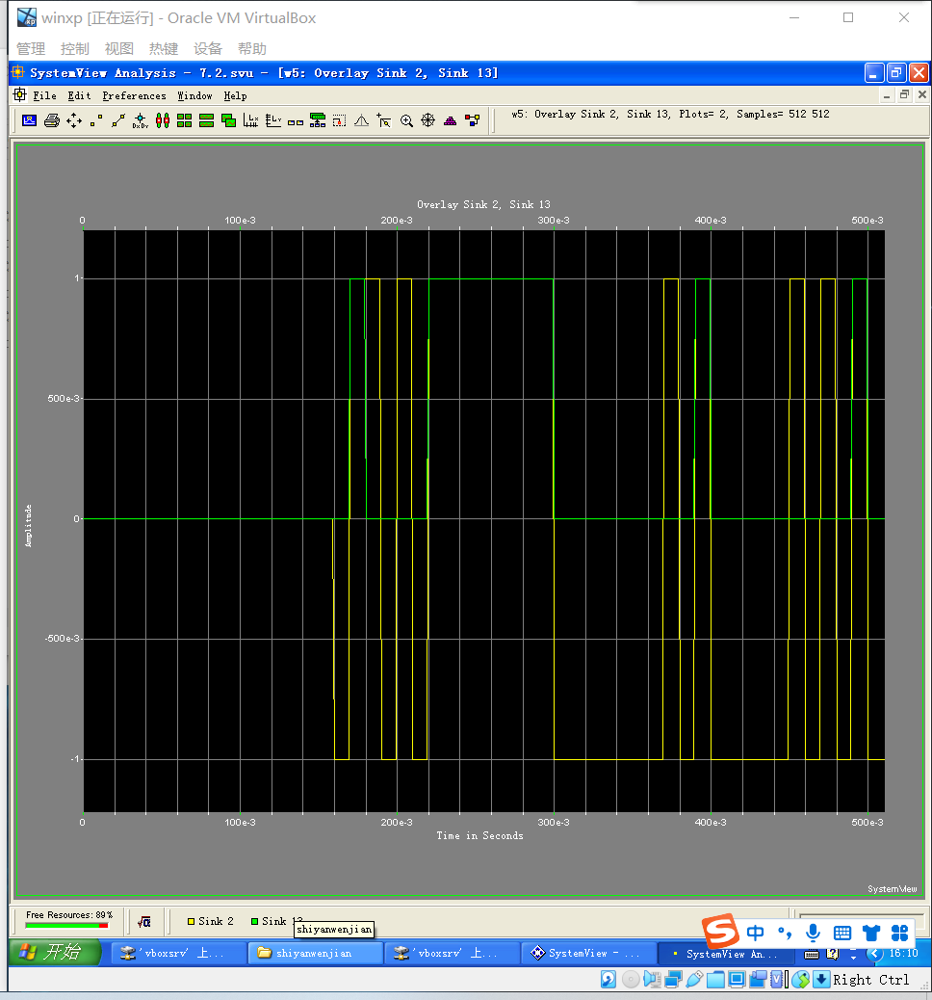 winxp [正在运行] - Oracle VM VirtualBox
管理 控制 视图 热键 设备 帮助
SystemView Analysis - 7.2.svu - [w5: Overlay Sink 2, Sink 13]
File Edit Preferences Window Help
w5: Overlay Sink 2, Sink 13, Plots= 2, Samples= 512 512
Overlay Sink 2, Sink 13
0 100e-3 200e-3 300e-3 400e-3 500e-3
1
500e-3
0
-500e-3
-1
Amplitude
0 100e-3 200e-3 300e-3 400e-3 500e-3
Time in Seconds
SystemView
Free Resources: 89%
√α
Sink 2 Sink 13
shiyanwenjian
中
开始 'vboxsrv' 上... shiyanwenjian 'vboxsrv' 上... SystemView - ... SystemView An... 16:10
Right Ctrl